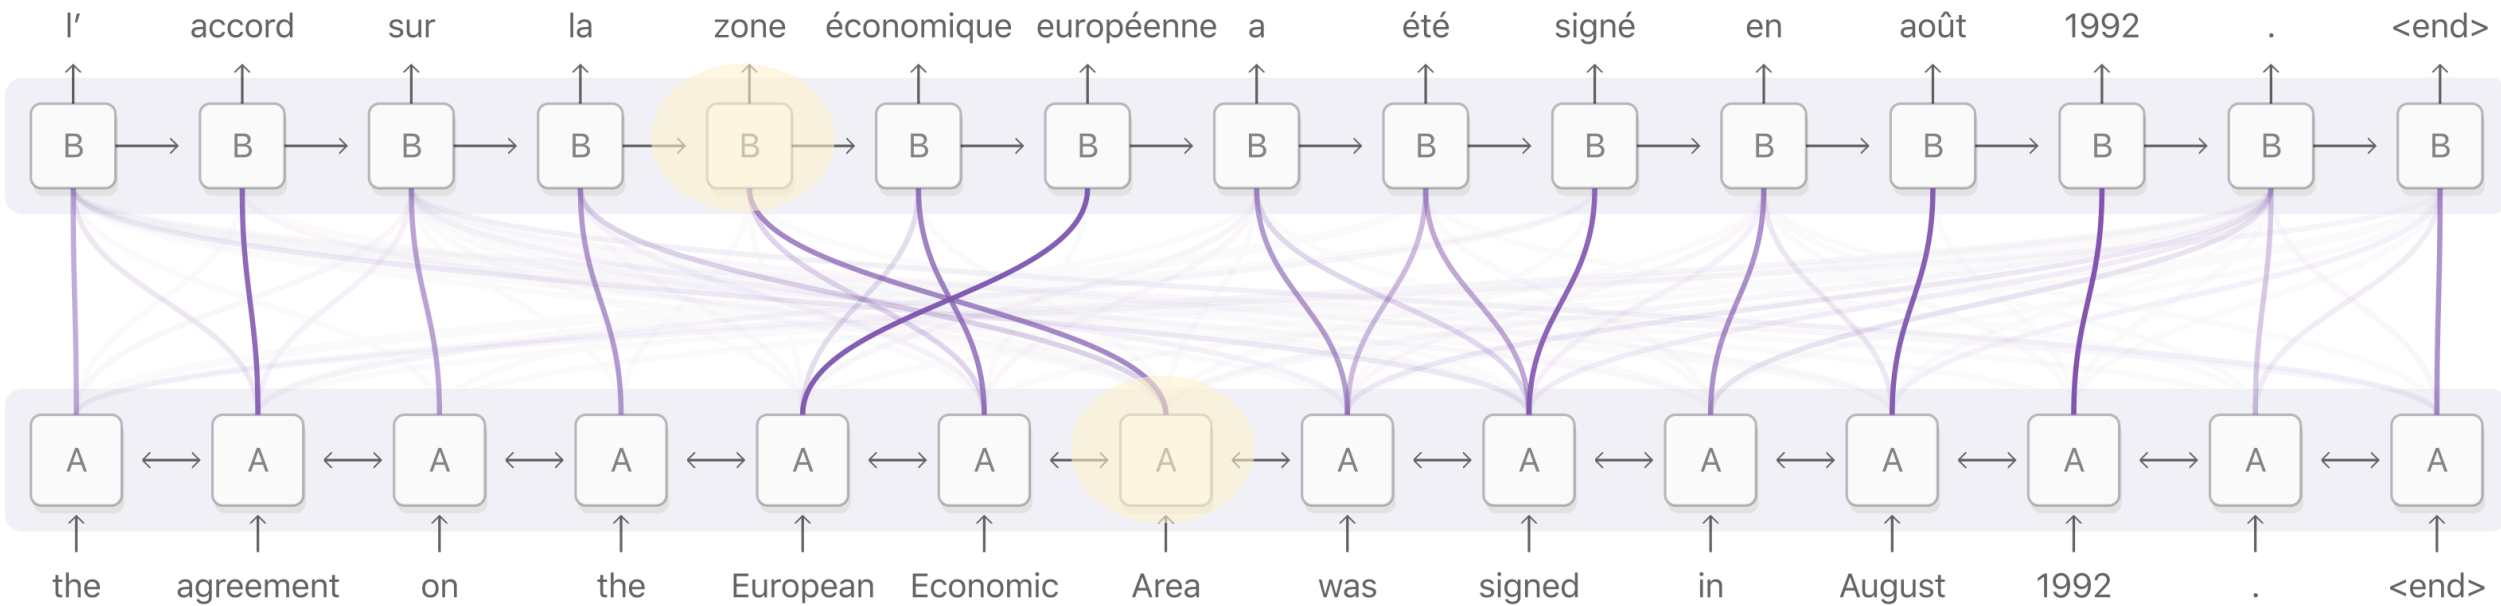 l' accord sur la zone économique européenne a été signé en août 1992 . <end>
B B B B B B B B B B B B B B B
A A A A A A A A A A A A A A
the agreement on the European Economic Area was signed in August 1992 . <end>